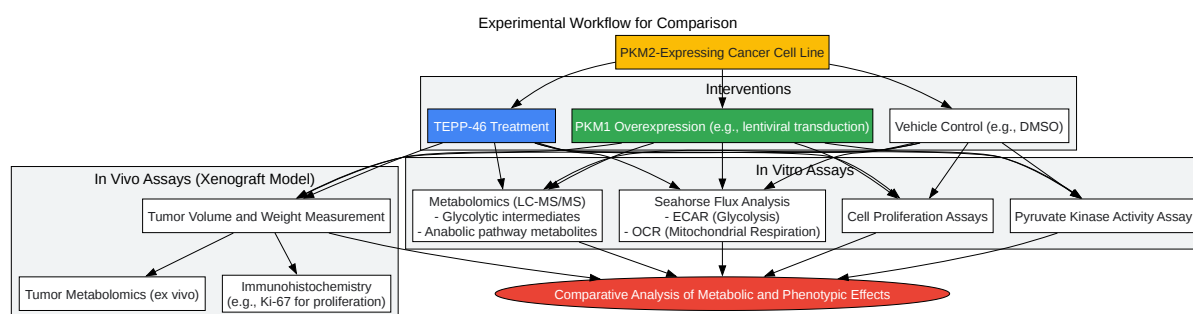 Experimental Workflow for Comparison
PKM2-Expressing Cancer Cell Line
Interventions
TEPP-46 Treatment
PKM1 Overexpression (e.g., lentiviral transduction)
Vehicle Control (e.g., DMSO)
In Vivo Assays (Xenograft Model)
In Vitro Assays
Tumor Volume and Weight Measurement
Metabolomics (LC-MS/MS)
- Glycolytic intermediates
- Anabolic pathway metabolites
Seahorse Flux Analysis
- ECAR (Glycolysis)
- OCR (Mitochondrial Respiration)
Cell Proliferation Assays
Pyruvate Kinase Activity Assay
Tumor Metabolomics (ex vivo)
Immunohistochemistry
(e.g., Ki-67 for proliferation)
Comparative Analysis of Metabolic and Phenotypic Effects